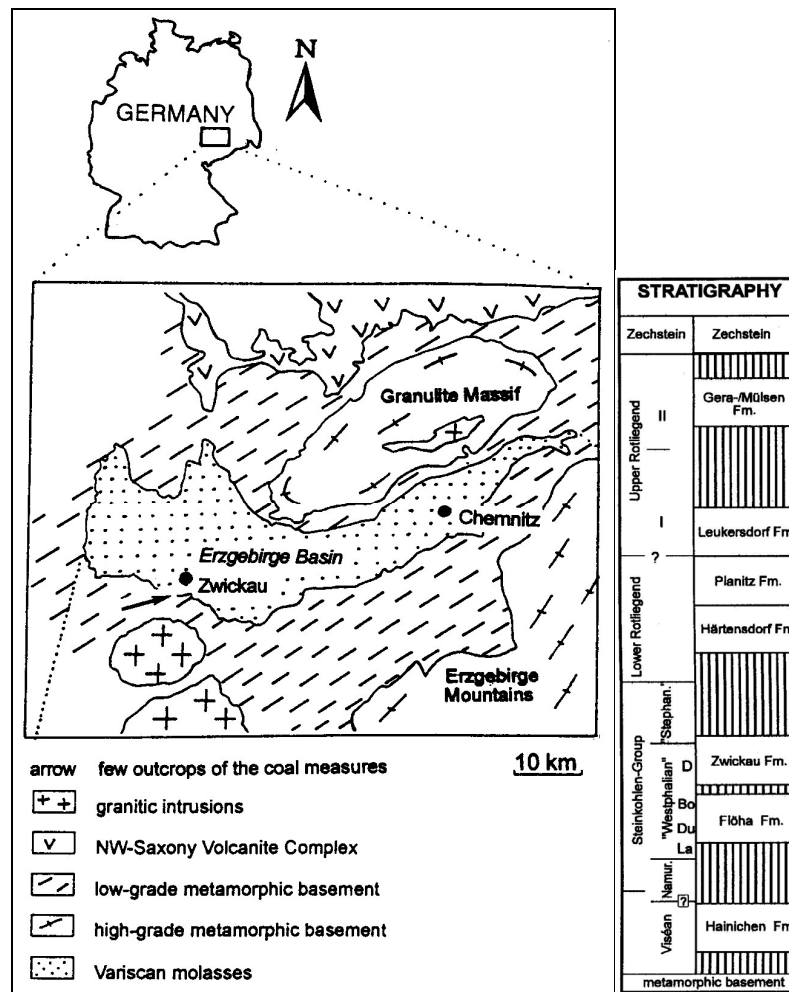 N
GERMANY
Granulite Massif
Chemnitz
Erzgebirge Basin
Zwickau
Erzgebirge
Mountains
10 km
arrow few outcrops of the coal measures
granitic intrusions
NW-Saxony Volcanite Complex
low-grade metamorphic basement
high-grade metamorphic basement
Variscan molasses
STRATIGRAPHY
Zechstein Zechstein
Upper Rotliegend
II
Gera-/Mülsen
Fm.
I
Leukersdorf Fm
?
Lower Rotliegend
Planitz Fm.
Härtensdorf Fm
Steinkohlen-Group
"Stephan."
"Westphalian"
D
Zwickau Fm.
Bo
Du
La
Flöha Fm.
Namur.
?
Viséan
Hainichen Fm
metamorphic basement